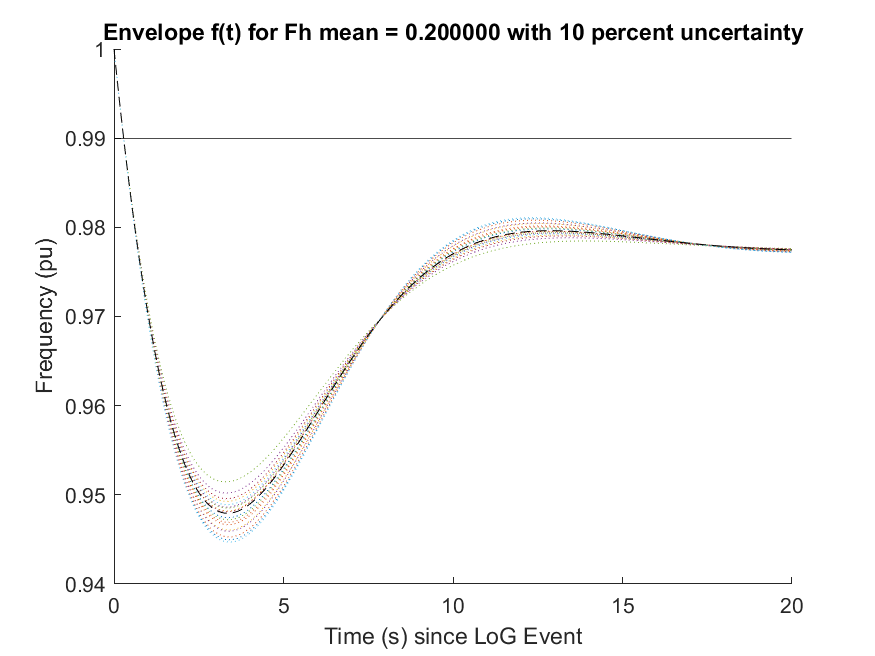 Envelope f(t) for Fh mean = 0.200000 with 10 percent uncertainty
1
0.99
0.98
0.97
0.96
0.95
0.94
Frequency (pu)
0 5 10 15 20
Time (s) since LoG Event